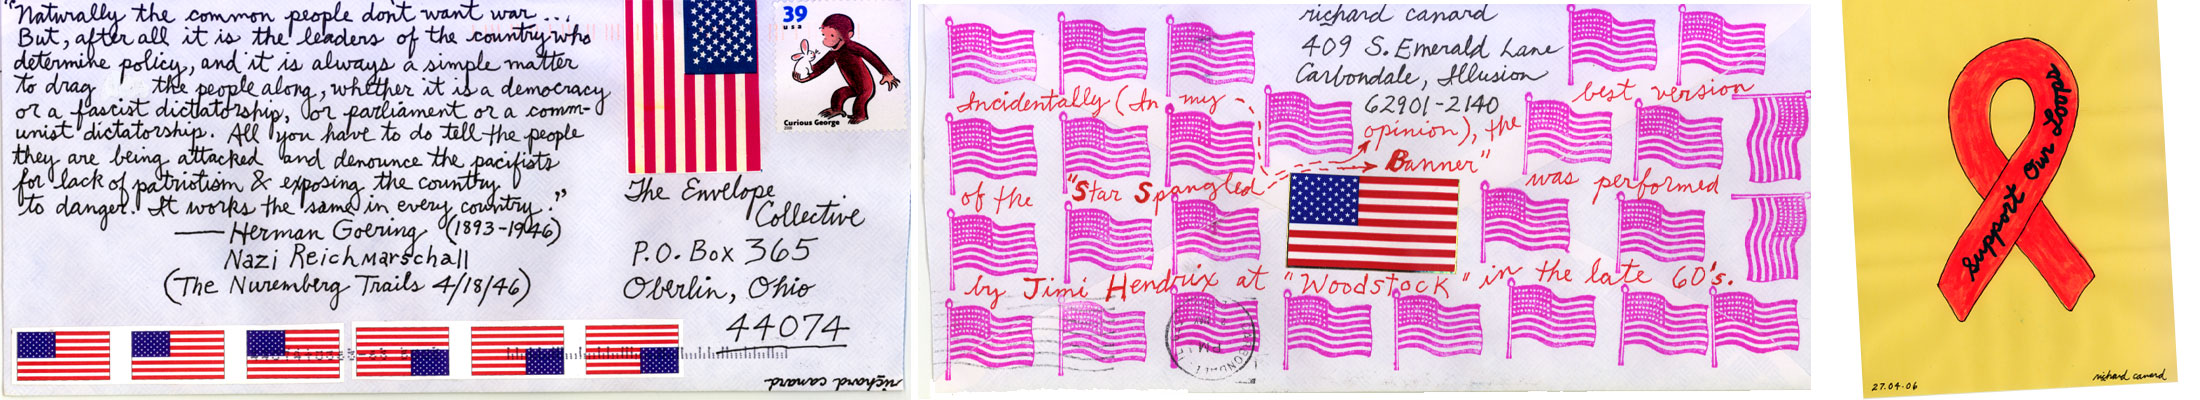 "Naturally the common people don't want war...
But, after all it is the leaders of the country who
determine policy, and it is always a simple matter
to drag the people along, whether it is a democracy
or a fascist dictatorship, or parliament or a comm-
unist dictatorship. All you have to do tell the people
they are being attacked and denounce the pacifists
for lack of patriotism & exposing the country
to danger. It works the same in every country."
— Herman Goering (1893-1946)
Nazi Reichmarschall
(The Nuremberg Trails 4/18/46)
39
usa
Curious George
2006
The Envelope
Collective
P.O. Box 365
Oberlin, Ohio
44074
richard canard
richard canard
409 S. Emerald Lane
Carbondale, Illusion
62901-2140
Incidentally (In my opinion), the best version
of the "Star Spangled Banner" was performed
by Jimi Hendrix at "Woodstock" in the late 60's.
PM
Support Our Loops
27.04.06
richard canard